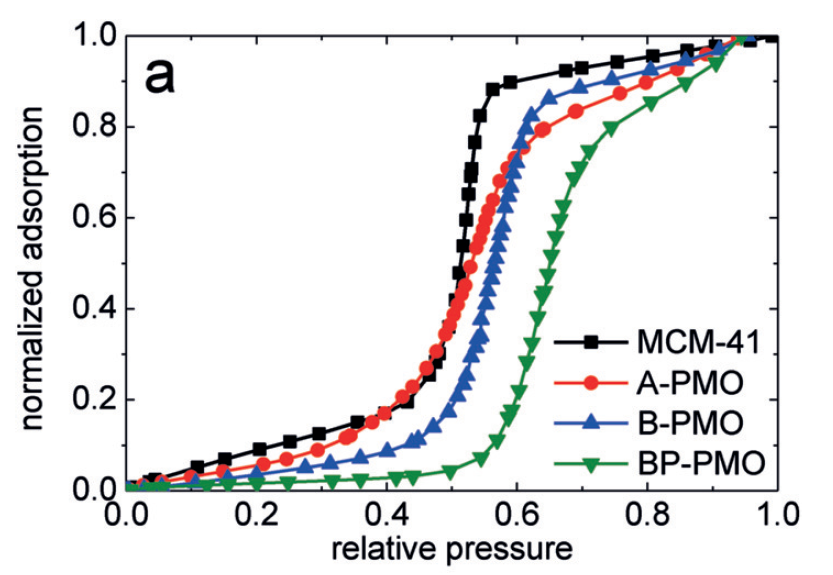 a
normalized adsorption
1.0
0.8
0.6
0.4
0.2
0.0
MCM-41
A-PMO
B-PMO
BP-PMO
0.0 0.2 0.4 0.6 0.8 1.0
relative pressure